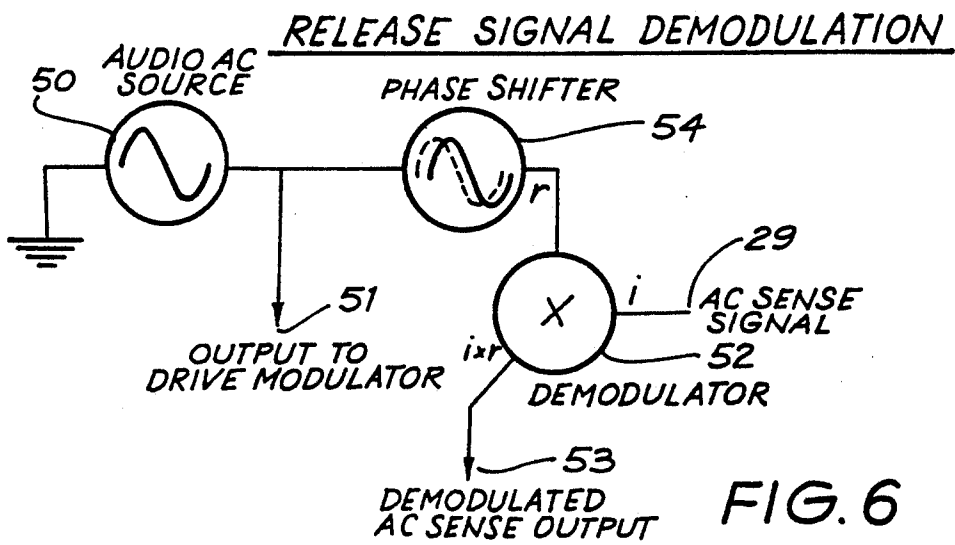 RELEASE SIGNAL DEMODULATION
AUDIO AC
SOURCE
50
PHASE SHIFTER
54
r
29
i
AC SENSE
SIGNAL
X
51
OUTPUT TO
DRIVE MODULATOR
i×r
52
DEMODULATOR
53
DEMODULATED
AC SENSE OUTPUT
FIG. 6